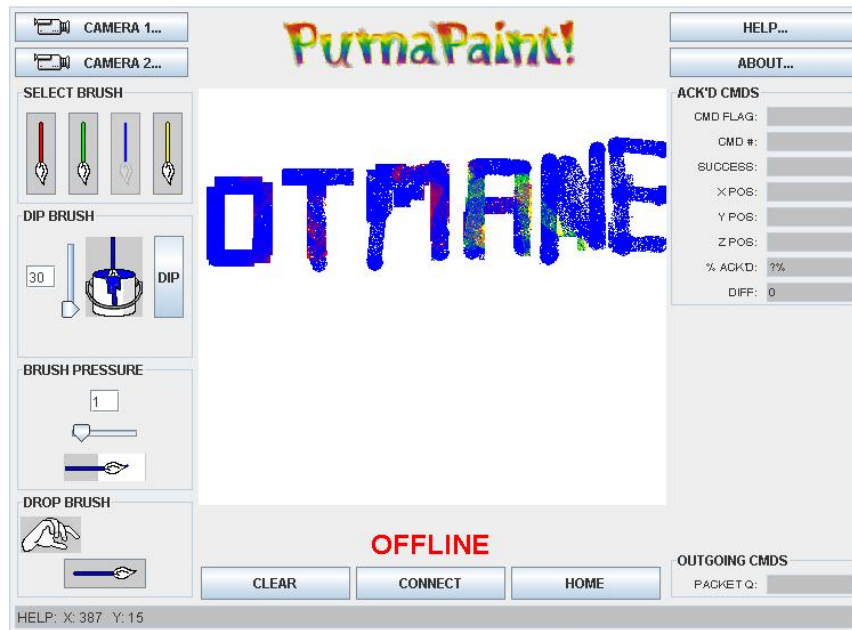 CAMERA 1...
PurnaPaint!
HELP...
CAMERA 2...
ABOUT...
SELECT BRUSH
ACK'D CMDS
CMD FLAG:
CMD #:
SUCCESS:
X POS:
Y POS:
Z POS:
% ACK'D: ?%
DIFF: 0
OTMANE
DIP BRUSH
30
DIP
BRUSH PRESSURE
1
DROP BRUSH
OFFLINE
CLEAR
CONNECT
HOME
OUTGOING CMDS
PACKET Q:
HELP: X: 387 Y: 15